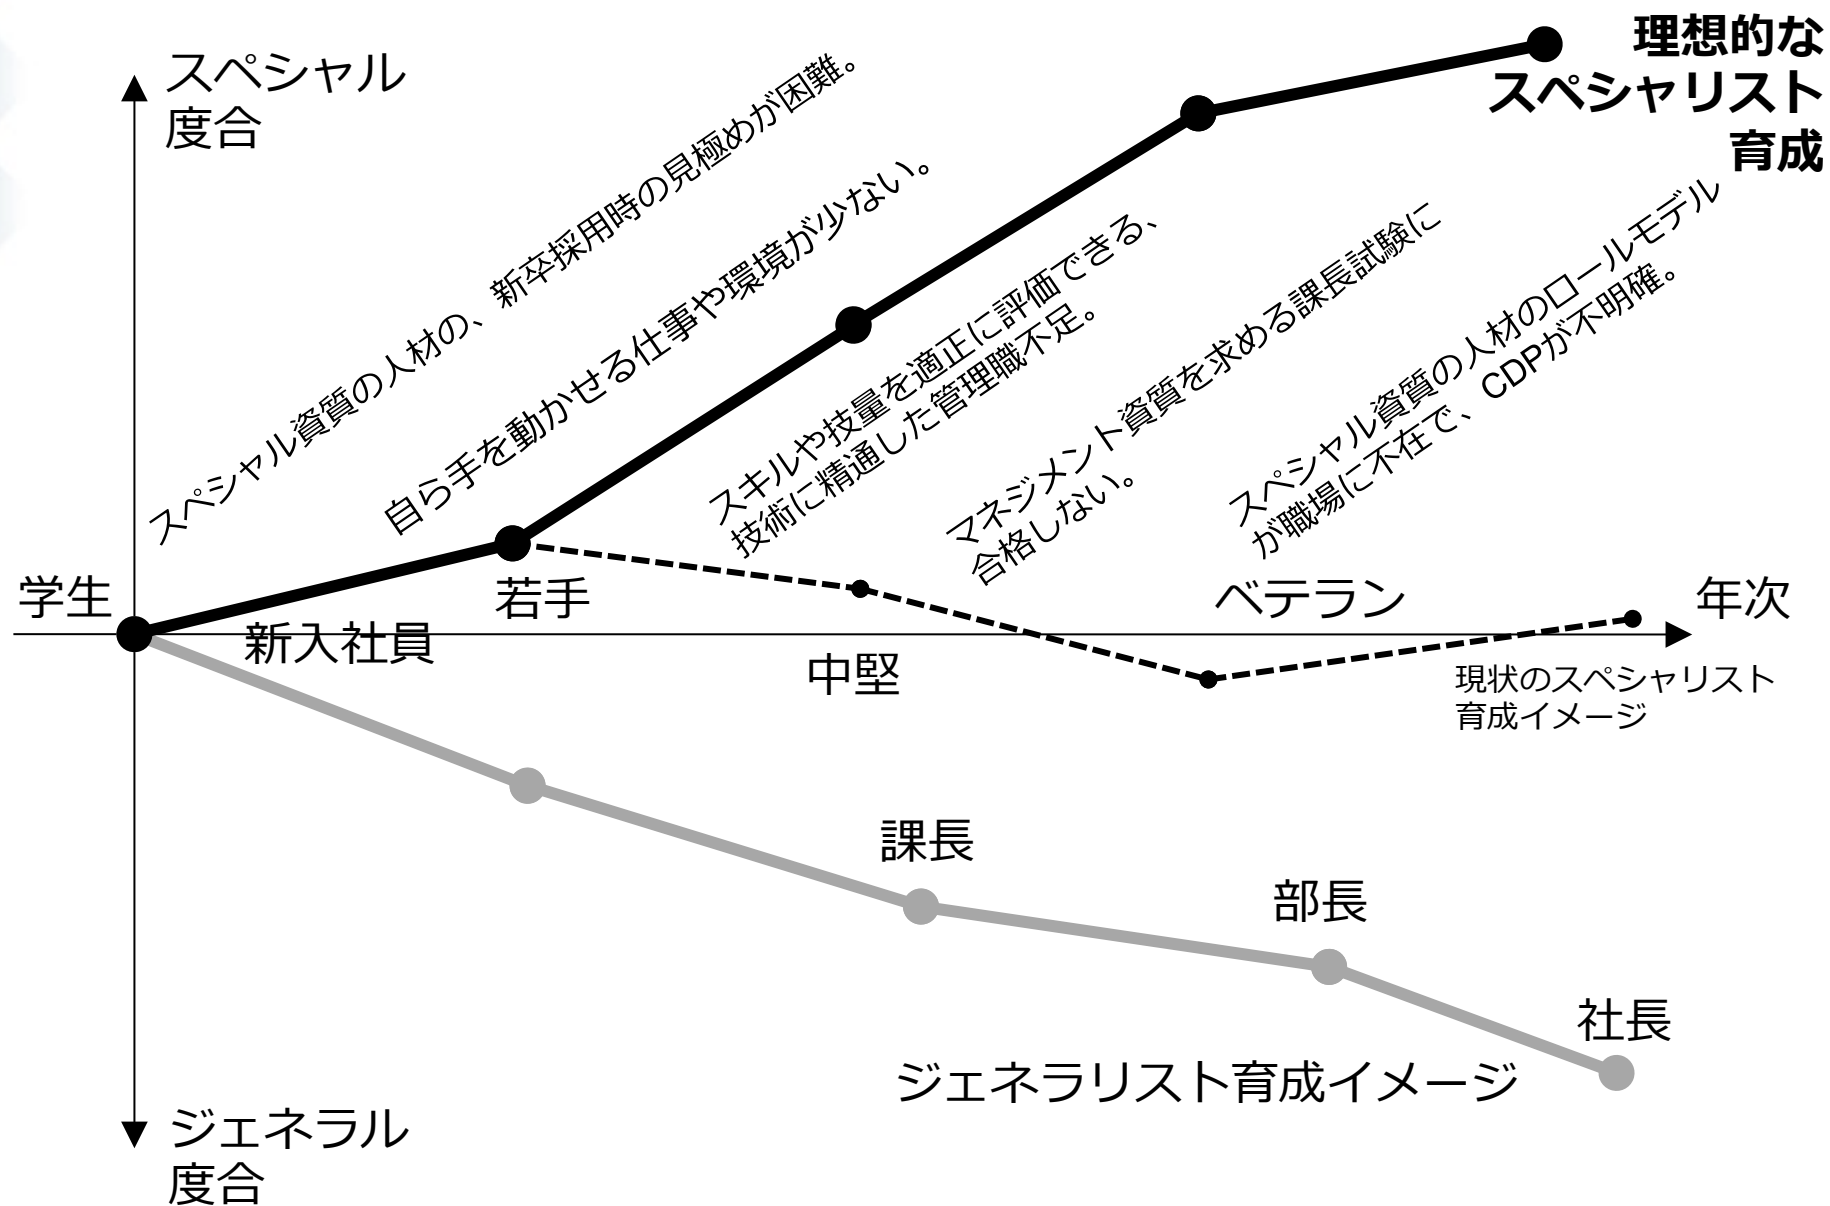 理想的な
スペシャリスト
育成
スペシャル
度合
スペシャル資質の人材の、新卒採用時の見極めが困難。
自ら手を動かせる仕事や環境が少ない。
スキルや技量を適正に評価できる、
技術に精通した管理職不足。
マネジメント資質を求める課長試験に
合格しない。
スペシャル資質の人材のロールモデル
が職場に不在で、CDPが不明確。
学生
新入社員
若手
中堅
ベテラン
年次
現状のスペシャリスト
育成イメージ
課長
部長
社長
ジェネラリスト育成イメージ
ジェネラル
度合